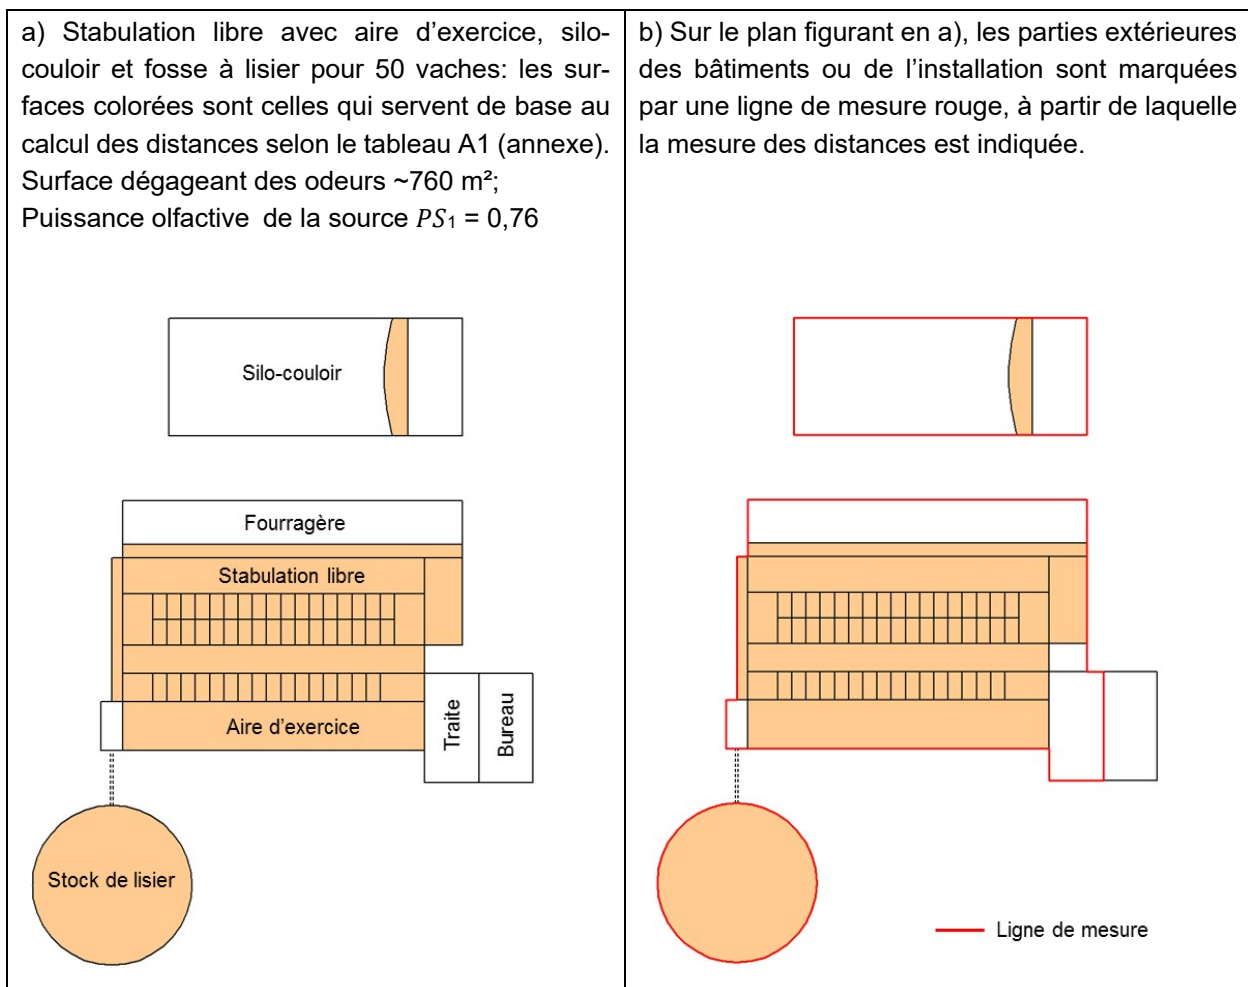 a) Stabulation libre avec aire d’exercice, silo-
couloir et fosse à lisier pour 50 vaches: les sur-
faces colorées sont celles qui servent de base au
calcul des distances selon le tableau A1 (annexe).
Surface dégageant des odeurs ~760 m²;
Puissance olfactive de la source PS₁ = 0,76
Silo-couloir
Fourragère
Stabulation libre
Aire d’exercice
Traite
Bureau
Stock de lisier
b) Sur le plan figurant en a), les parties extérieures
des bâtiments ou de l’installation sont marquées
par une ligne de mesure rouge, à partir de laquelle
la mesure des distances est indiquée.
Ligne de mesure